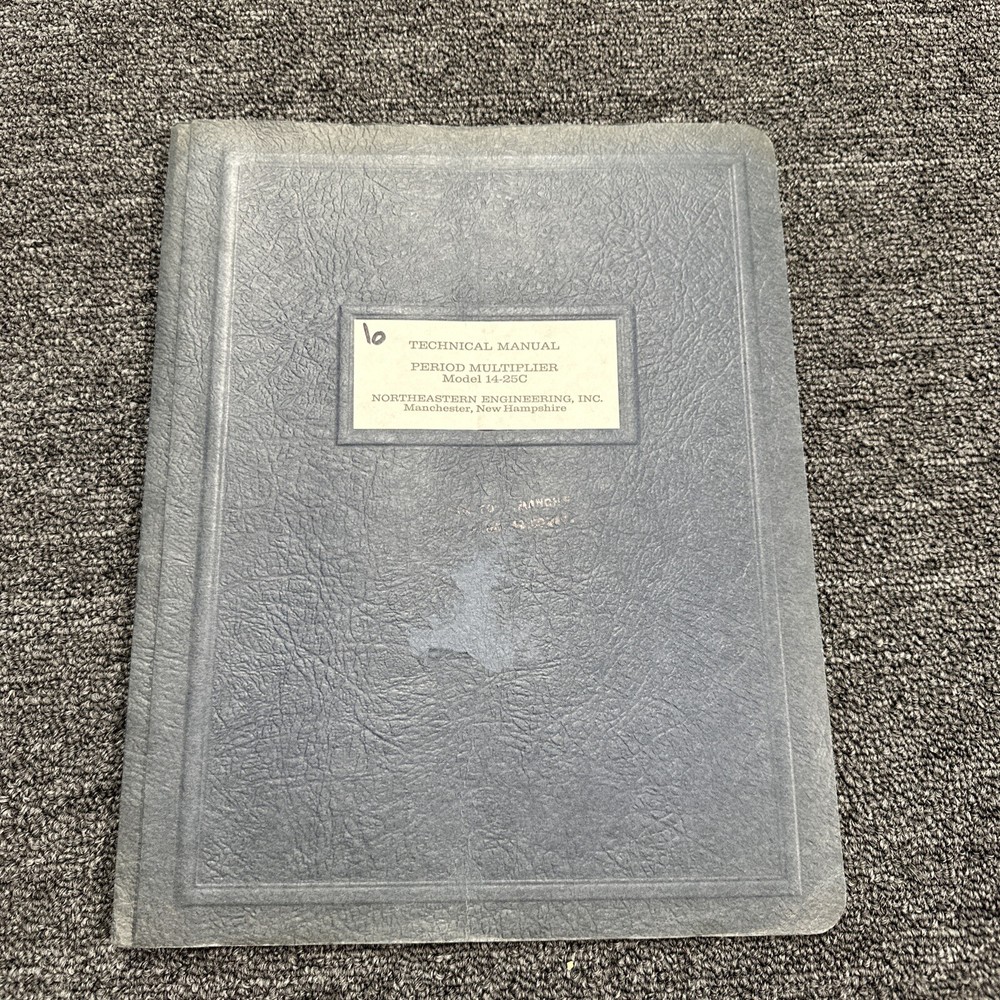 10
TECHNICAL MANUAL
PERIOD MULTIPLIER
Model 14-25C
NORTHEASTERN ENGINEERING, INC.
Manchester, New Hampshire